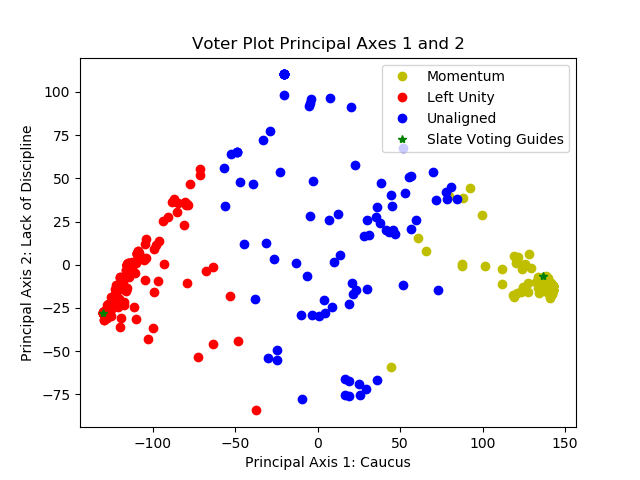 Voter Plot Principal Axes 1 and 2
Momentum
Left Unity
Unaligned
Slate Voting Guides
Principal Axis 2: Lack of Discipline
100
75
50
25
0
−25
−50
−75
−100
−50
0
50
100
150
Principal Axis 1: Caucus